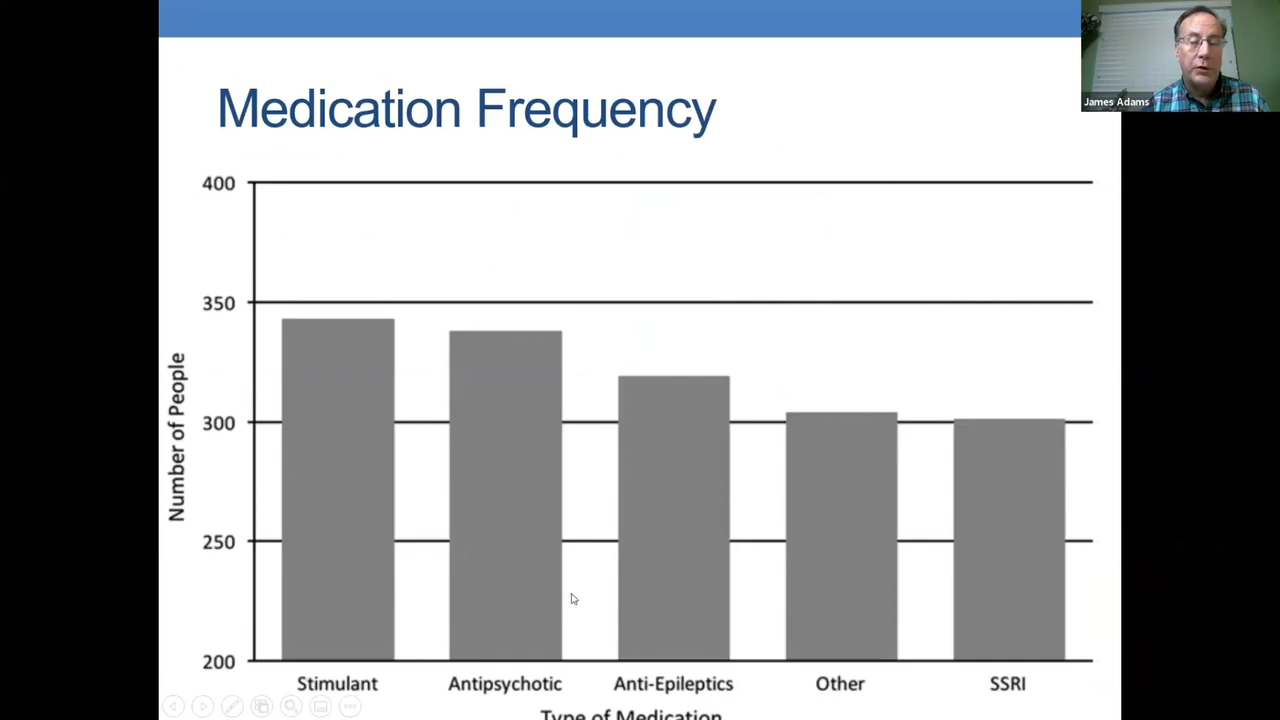 James Adams
Medication Frequency
400
350
300
250
200
Number of People
Stimulant
Antipsychotic
Anti-Epileptics
Other
SSRI
Type of Medication